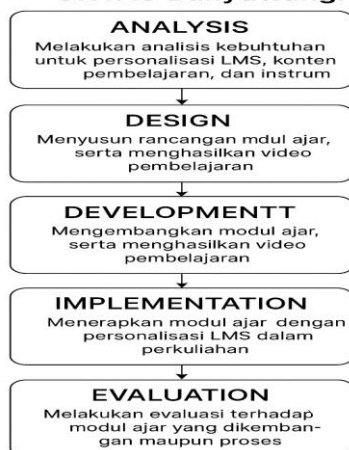 ANALYSIS
Melakukan analisis kebuhtuhan
untuk personalisasi LMS, konten
pembelajaran, dan instrum
DESIGN
Menyusun rancangan mdul ajar,
serta menghasilkan video
pembelajaran
DEVELOPMENTT
Mengembangkan modul ajar,
serta menghasilkan video
pembelajaran
IMPLEMENTATION
Menerapkan modul ajar dengan
personalisasi LMS dalam
perkuliahan
EVALUATION
Melakukan evaluasi terhadap
modul ajar yang dikemban-
gan maupun proses